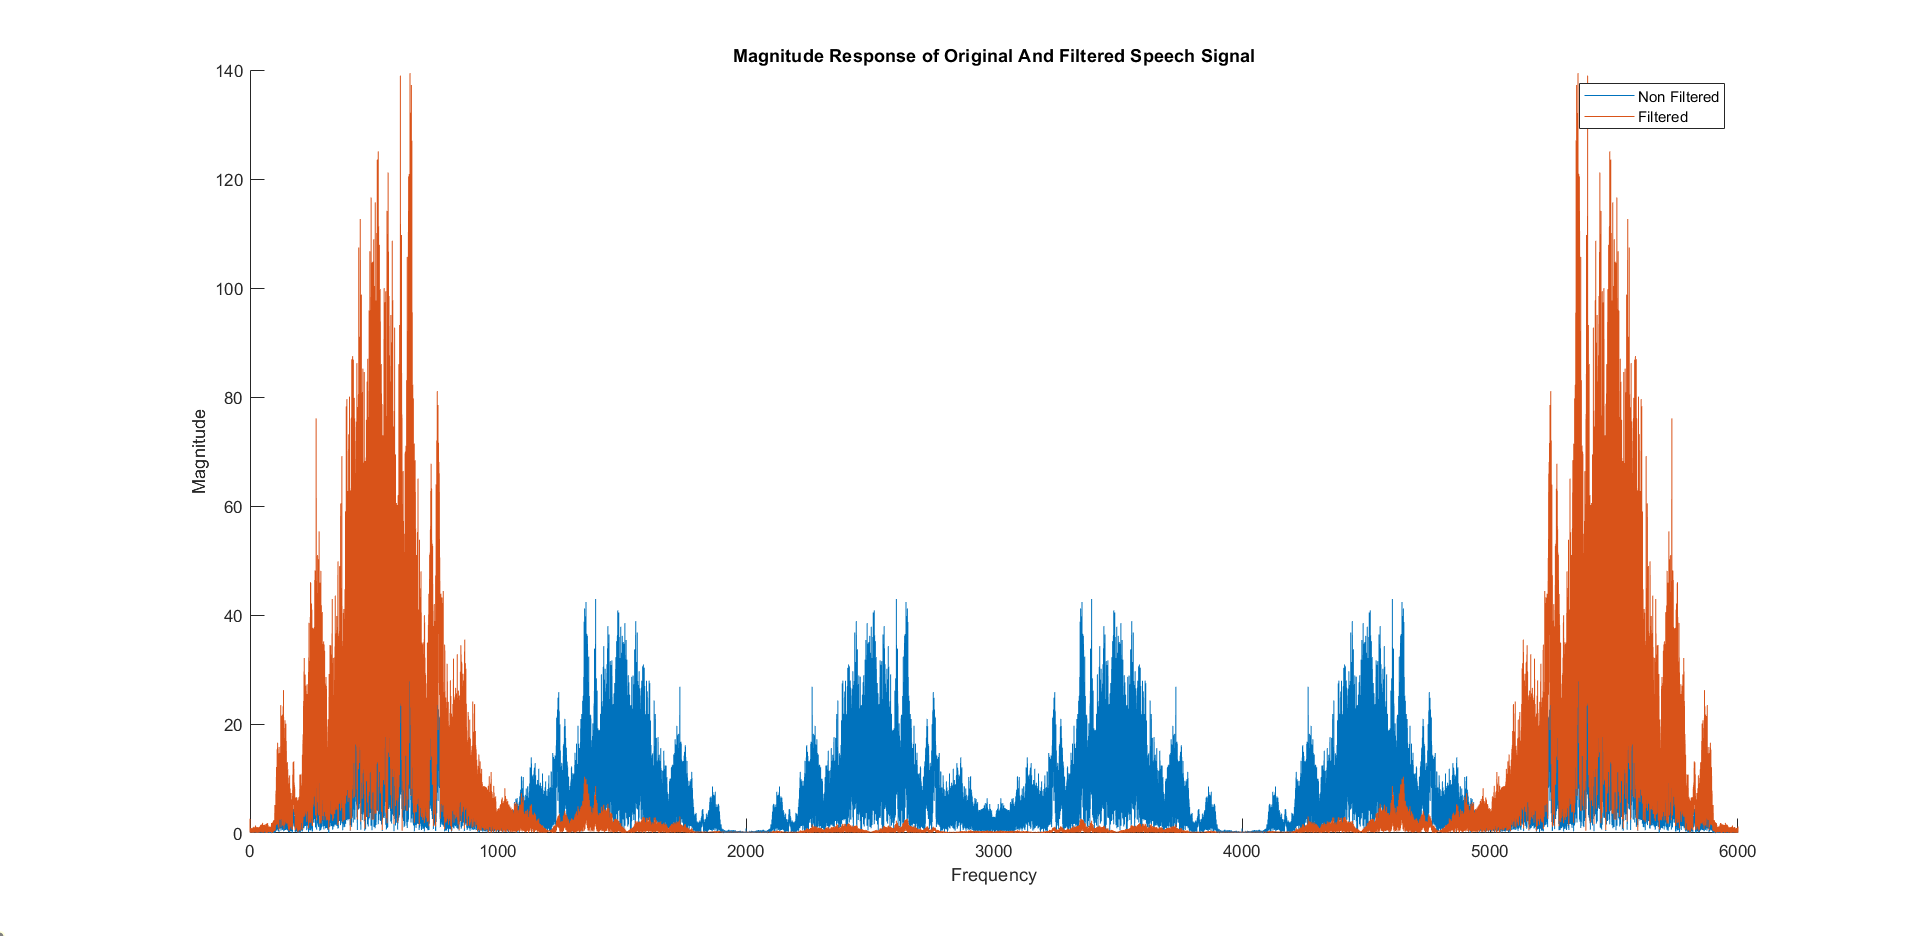 Magnitude Response of Original And Filtered Speech Signal
Non Filtered
Filtered
140
120
100
80
60
40
20
0
Magnitude
0 1000 2000 3000 4000 5000 6000
Frequency